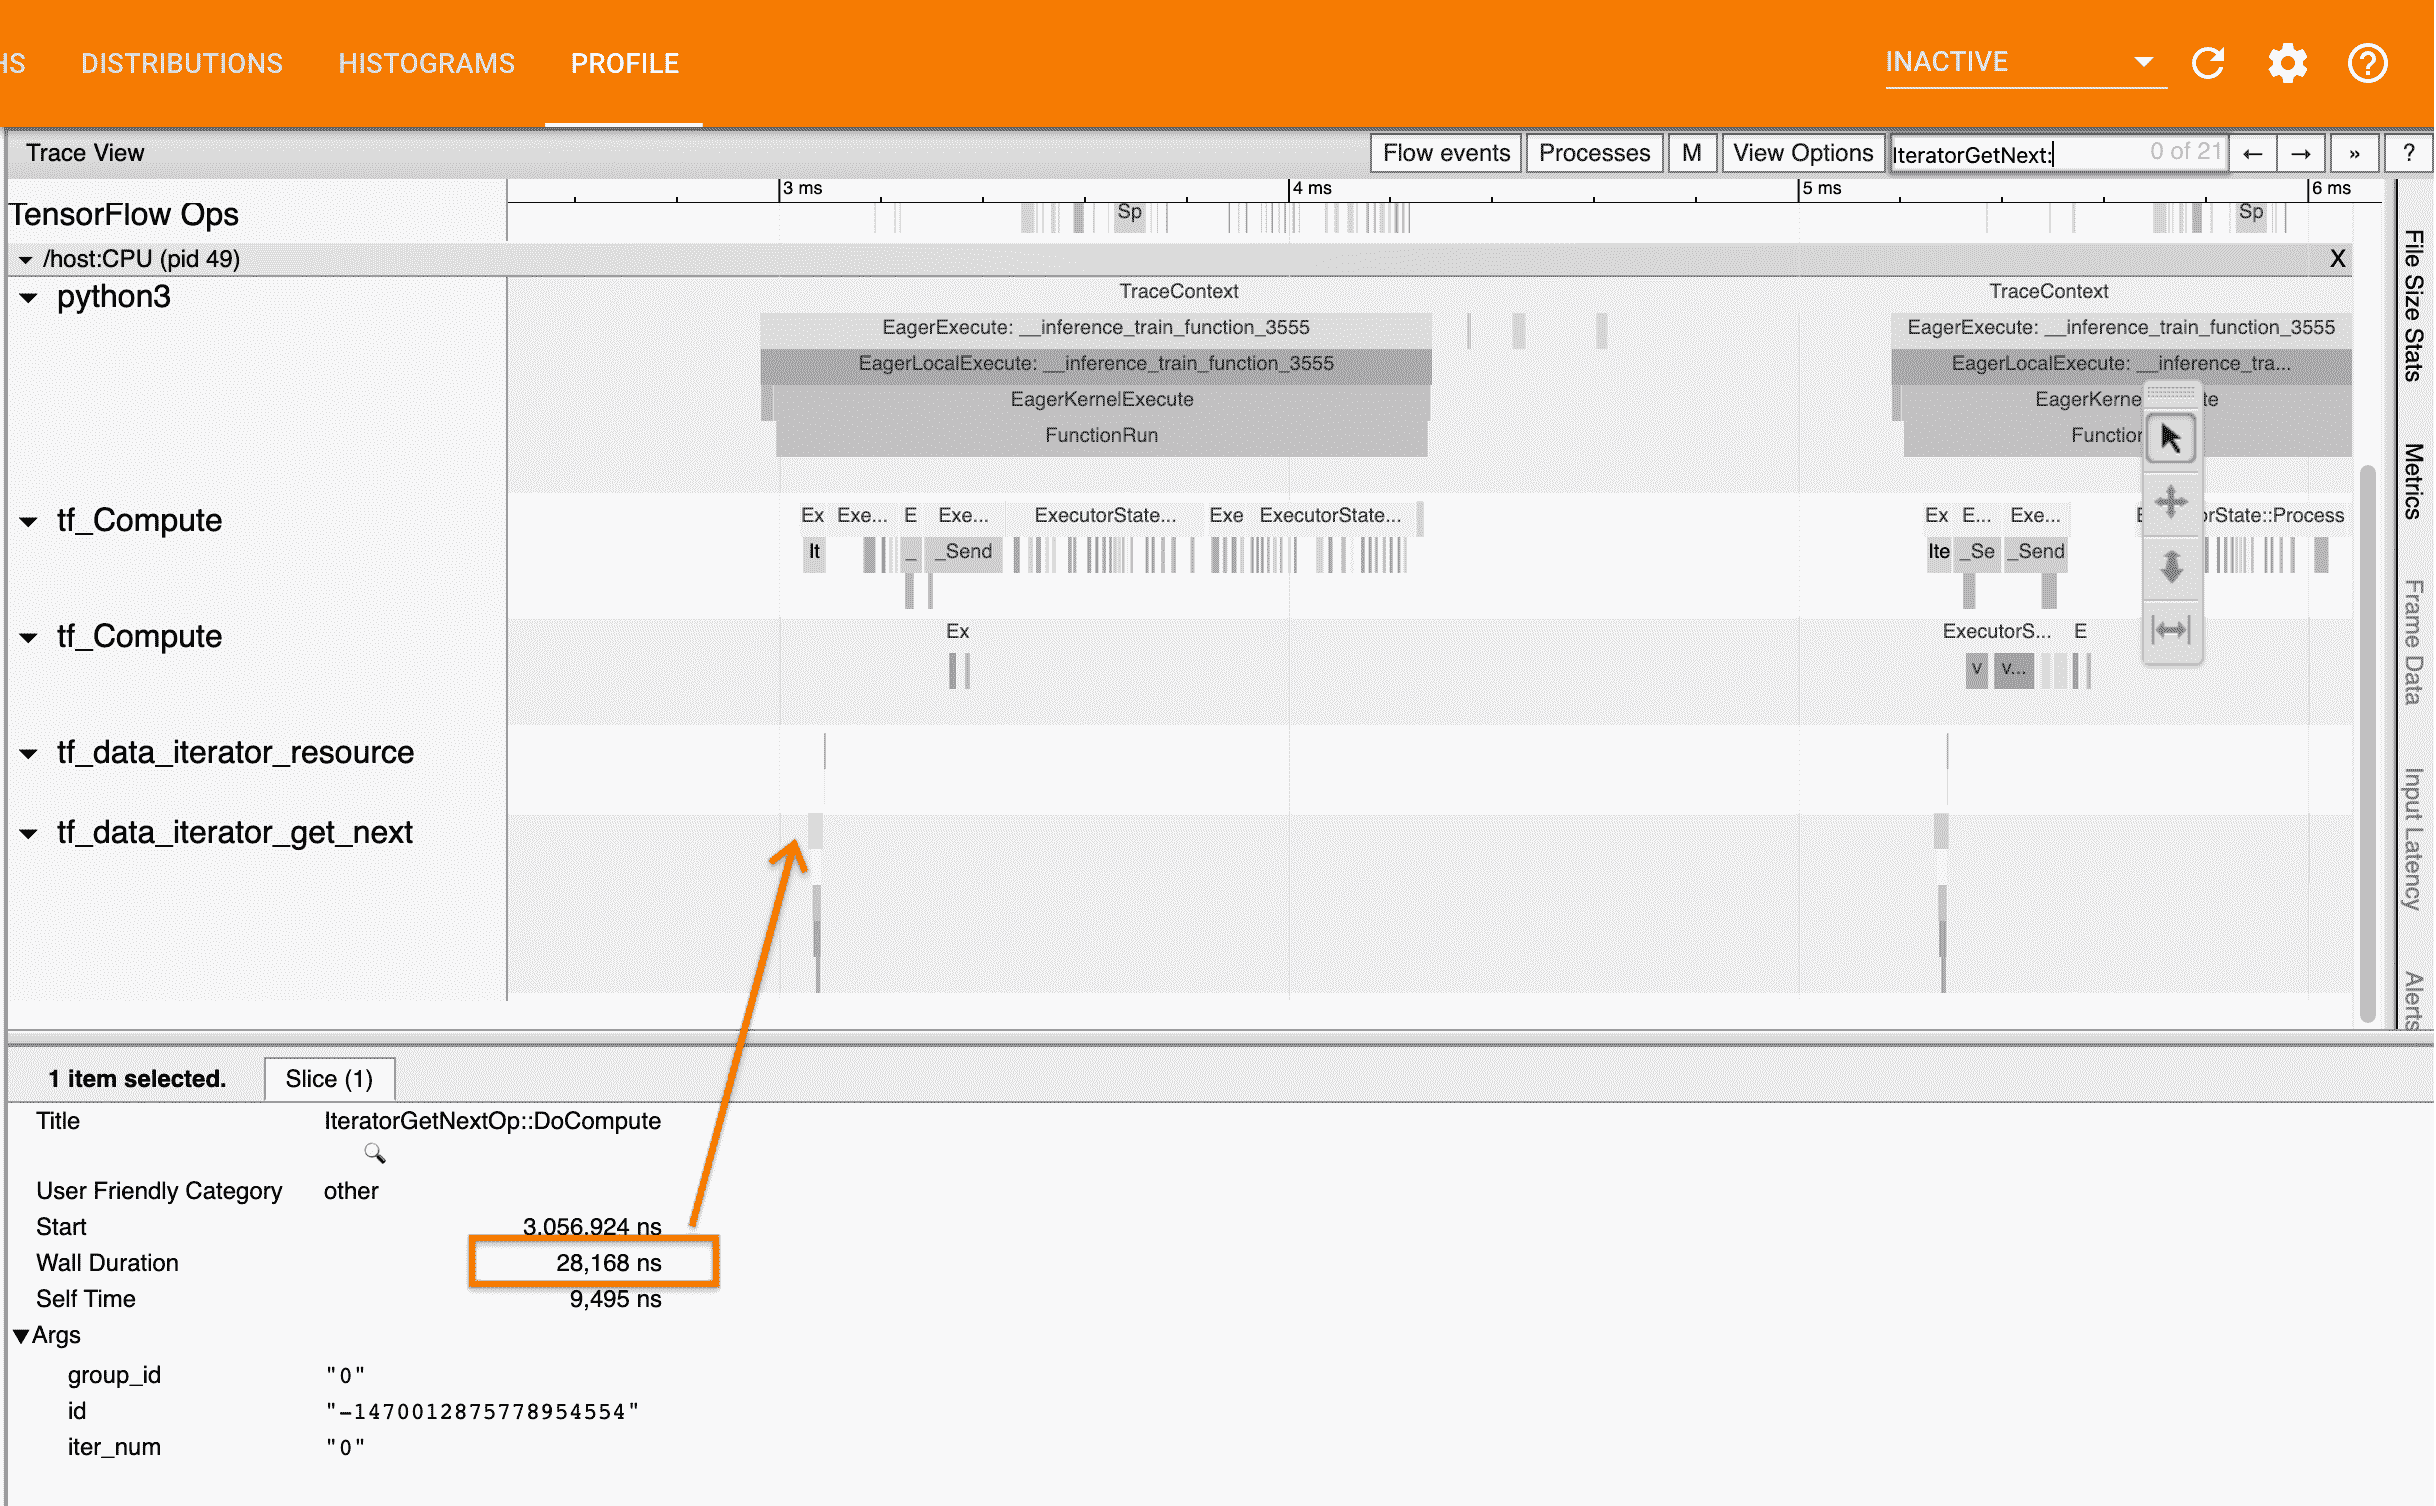 HS DISTRIBUTIONS HISTOGRAMS PROFILE INACTIVE
Trace View Flow events Processes M View Options IteratorGetNext: 0 of 21 ← → » ?
3 ms 4 ms 5 ms 6 ms
TensorFlow Ops Sp Sp
/host:CPU (pid 49) X
python3
TraceContext TraceContext
EagerExecute: __inference_train_function_3555 EagerExecute: __inference_train_function_3555
EagerLocalExecute: __inference_train_function_3555 EagerLocalExecute: __inference_tra...
EagerKernelExecute EagerKerne te
FunctionRun Function
tf_Compute
Ex Exe... E Exe... ExecutorState... Exe ExecutorState... Ex E... Exe... E rState::Process
It _ _Send Ite _Se _Send
tf_Compute
Ex ExecutorS... E
v v...
tf_data_iterator_resource
tf_data_iterator_get_next
File Size Stats
Metrics
Frame Data
Input Latency
Alerts
1 item selected. Slice (1)
Title IteratorGetNextOp::DoCompute
User Friendly Category other
Start 3,056,924 ns
Wall Duration 28,168 ns
Self Time 9,495 ns
▼Args
group_id "0"
id "-1470012875778954554"
iter_num "0"